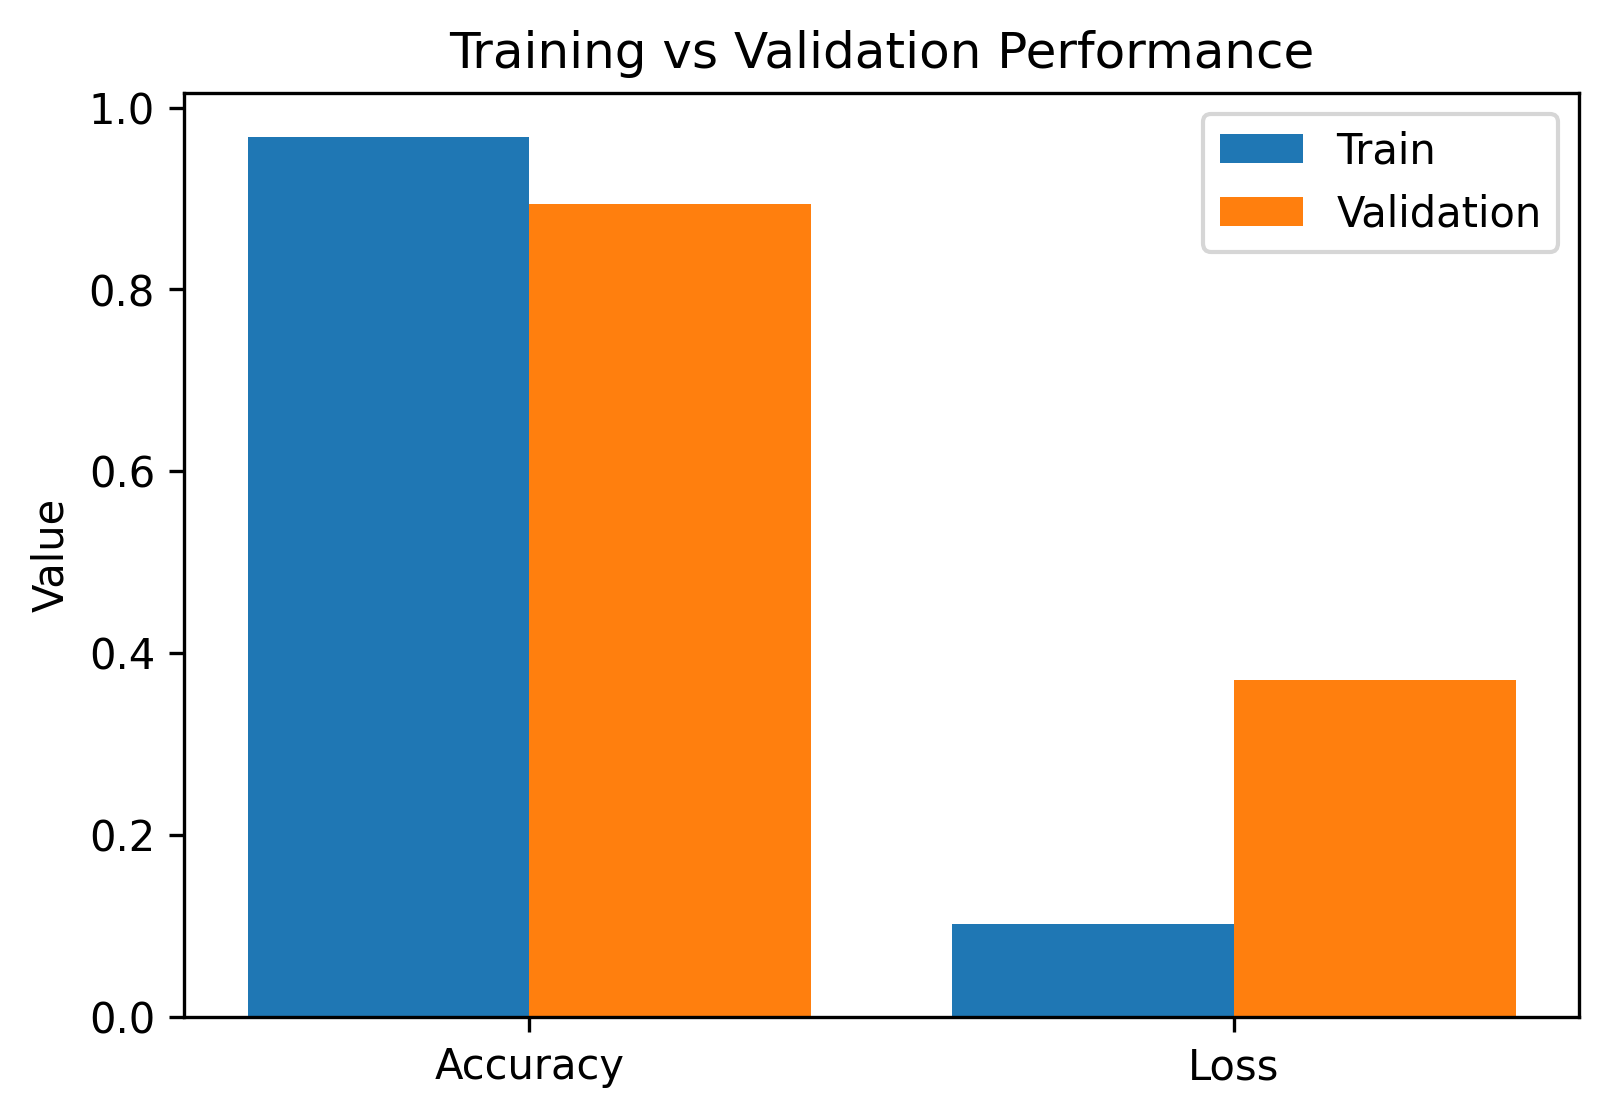 Training vs Validation Performance
1.0
0.8
0.6
0.4
0.2
0.0
Value
Train
Validation
Accuracy
Loss